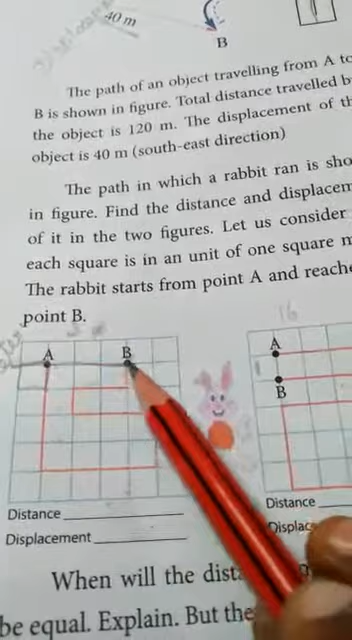 40 m
B
The path of an object travelling from A to
B is shown in figure. Total distance travelled by
the object is 120 m. The displacement of th
object is 40 m (south-east direction)
The path in which a rabbit ran is sho
in figure. Find the distance and displacem
of it in the two figures. Let us consider
each square is in an unit of one square m
The rabbit starts from point A and reache
point B.
16
A B
A
B
Distance
Displacement
Distance
Displac
When will the dist
be equal. Explain. But the